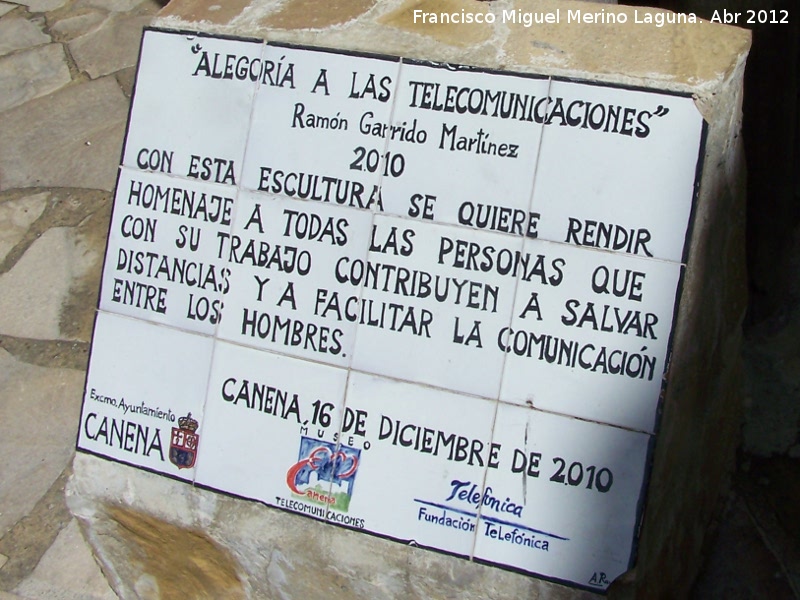 Francisco Miguel Merino Laguna. Abr 2012
"ALEGORÍA A LAS TELECOMUNICACIONES"
Ramón Garrido Martínez
2010
CON ESTA ESCULTURA SE QUIERE RENDIR
HOMENAJE A TODAS LAS PERSONAS QUE
CON SU TRABAJO CONTRIBUYEN A SALVAR
DISTANCIAS Y A FACILITAR LA COMUNICACIÓN
ENTRE LOS HOMBRES.
CANENA, 16 DE DICIEMBRE DE 2010
Excmo. Ayuntamiento
CANENA
MUSEO
Canena
TELECOMUNICACIONES
Telefónica
Fundación Telefónica